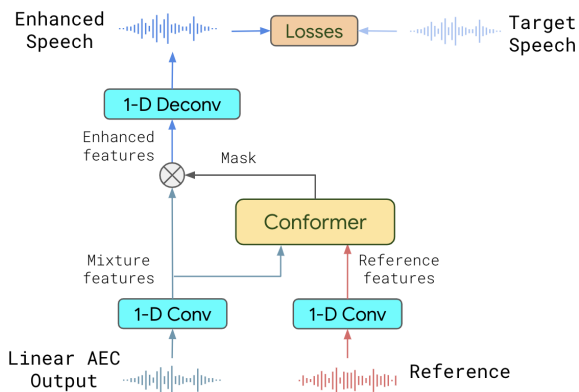 Enhanced
Speech
Losses
Target
Speech
1-D Deconv
Enhanced
features
Mask
Conformer
Mixture
features
Reference
features
1-D Conv
1-D Conv
Linear AEC
Output
Reference